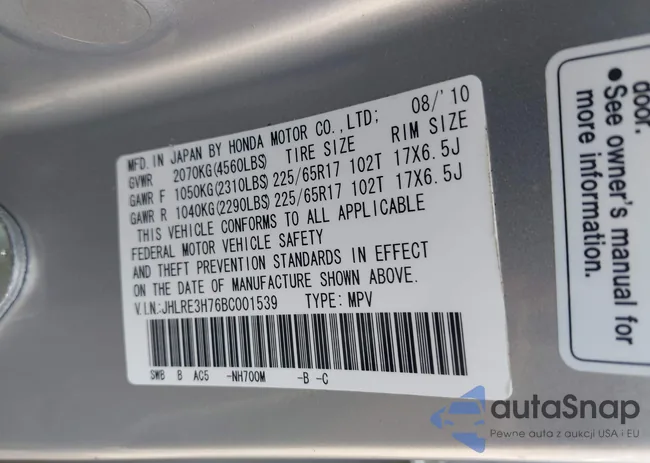 MFD. IN JAPAN BY HONDA MOTOR CO.,LTD; 08/'10
GVWR 2070KG(4560LBS) TIRE SIZE RIM SIZE
GAWR F 1050KG(2310LBS) 225/65R17 102T 17X6.5J
GAWR R 1040KG(2290LBS) 225/65R17 102T 17X6.5J
THIS VEHICLE CONFORMS TO ALL APPLICABLE
FEDERAL MOTOR VEHICLE SAFETY
AND THEFT PREVENTION STANDARDS IN EFFECT
ON THE DATE OF MANUFACTURE SHOWN ABOVE.
V.I.N.:JHLRE3H76BC001539 TYPE: MPV
SWB B AC5 -NH700M -B -C
door.
• See owner's manual for
more information.
autaSnap
Pewne auta z aukcji USA i EU